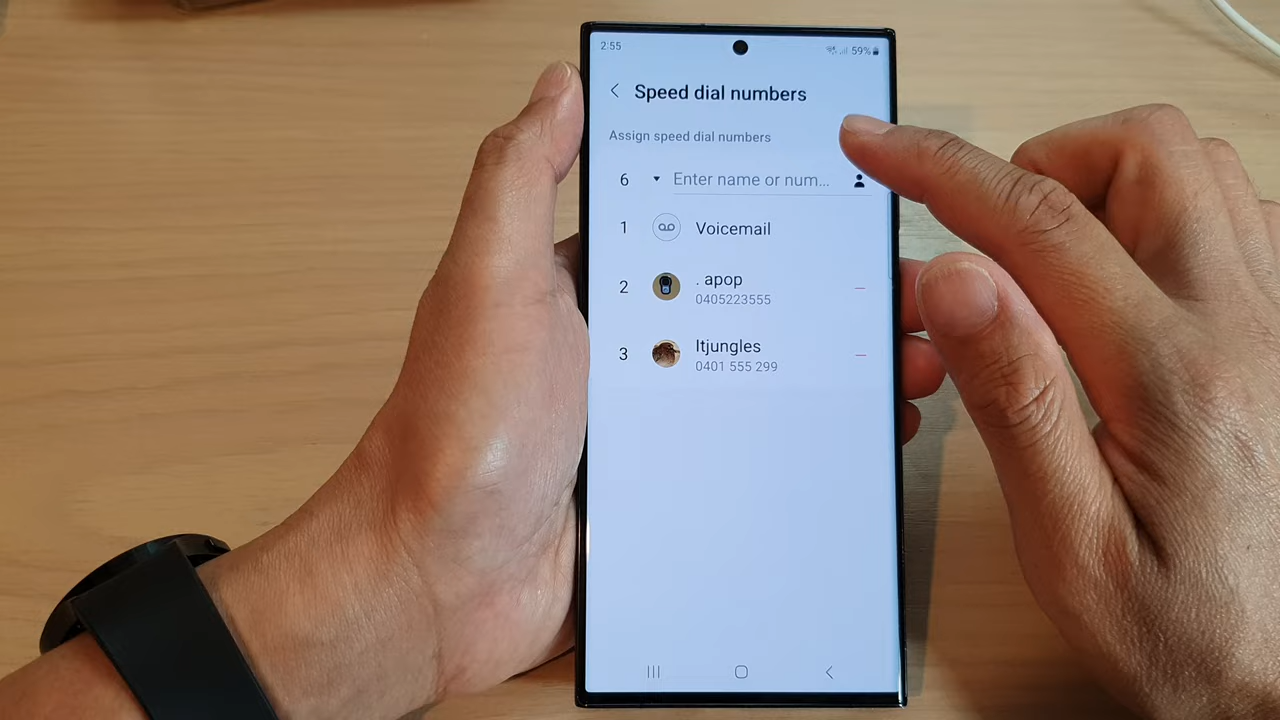 2:55
59%
Speed dial numbers
Assign speed dial numbers
6 Enter name or num...
1 Voicemail
2 . apop
0405223555
3 Itjungles
0401 555 299